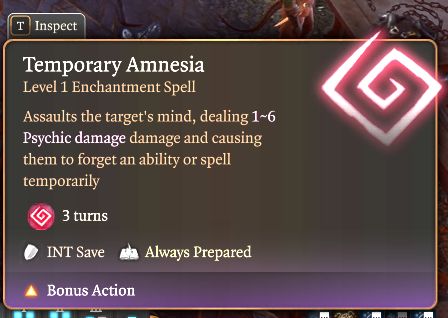 T Inspect
Temporary Amnesia
Level 1 Enchantment Spell
Assaults the target's mind, dealing 1~6
Psychic damage damage and causing
them to forget an ability or spell
temporarily
3 turns
INT Save Always Prepared
Bonus Action